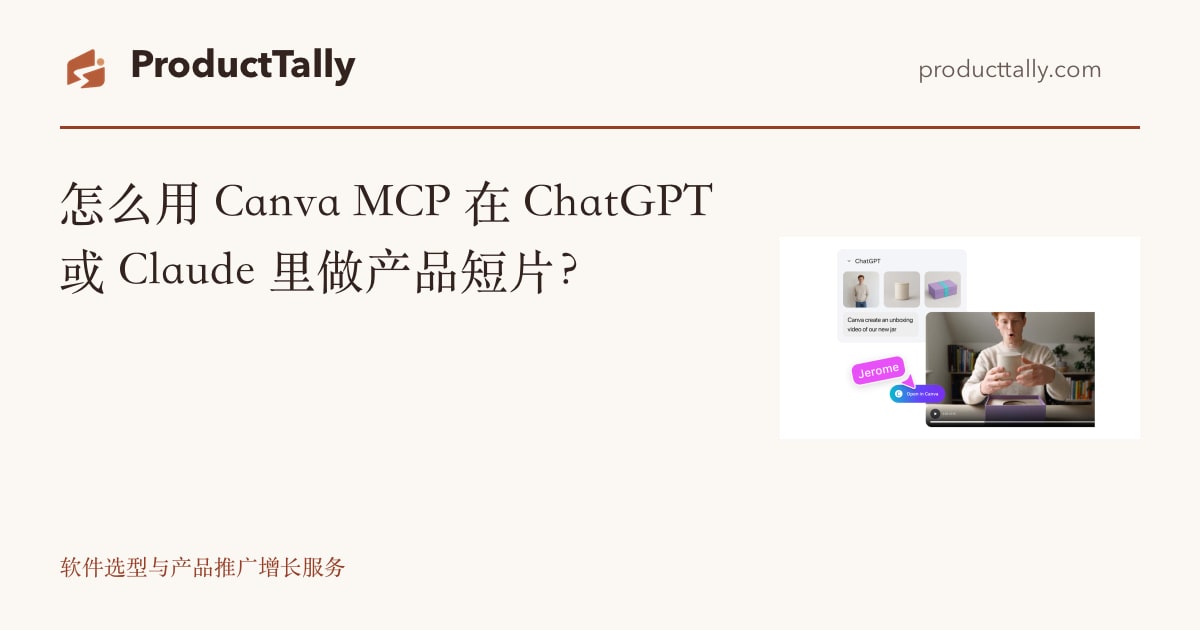 ProductTally
producttally.com
怎么用 Canva MCP 在 ChatGPT
或 Claude 里做产品短片?
ChatGPT
Canva create an unboxing
video of our new jar
Jerome
Open in Canva
软件选型与产品推广增长服务